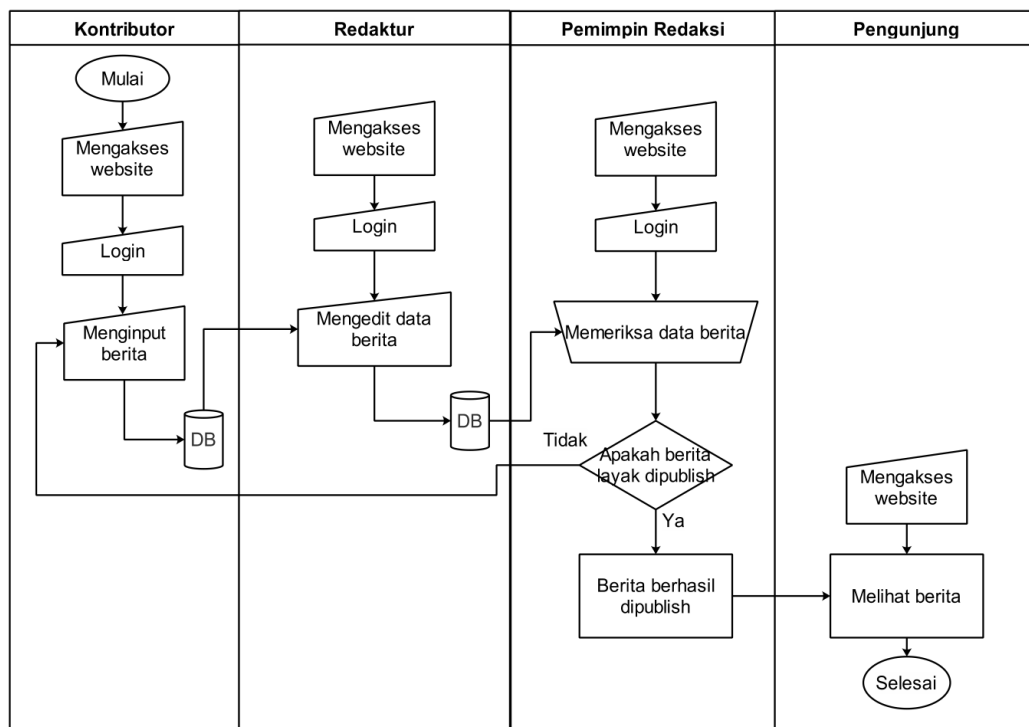 Kontributor
Redaktur
Pemimpin Redaksi
Pengunjung
Mulai
Mengakses
website
Login
Menginput
berita
DB
Mengakses
website
Login
Mengedit data
berita
DB
Mengakses
website
Login
Memeriksa data berita
Apakah berita
layak dipublish
Tidak
Ya
Berita berhasil
dipublish
Mengakses
website
Melihat berita
Selesai